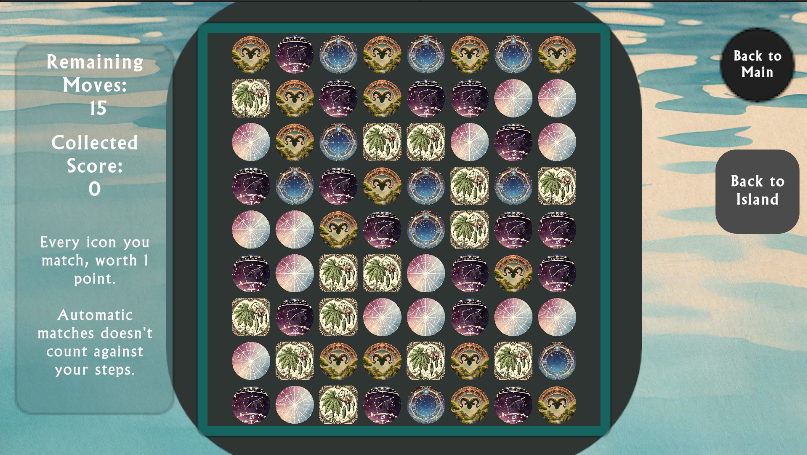 Remaining
Moves:
15
Collected
Score:
0
Every icon you
match, worth 1
point.
Automatic
matches doesn't
count against
your steps.
Back to
Main
Back to
Island